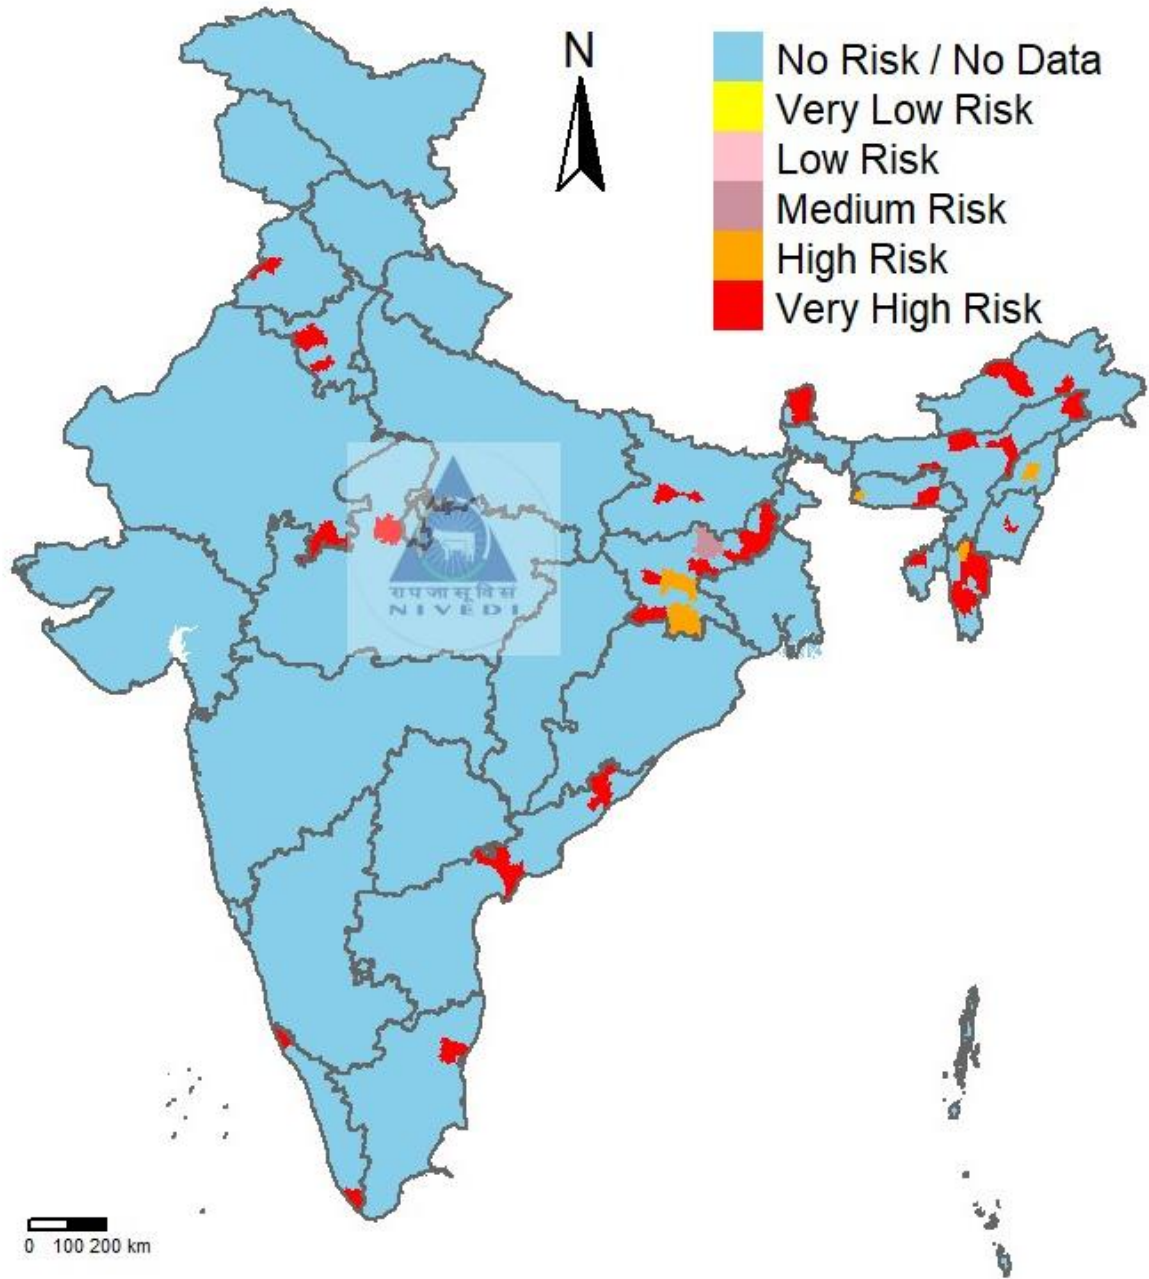 N
No Risk / No Data
Very Low Risk
Low Risk
Medium Risk
High Risk
Very High Risk
रा प जा सू वि सं
NIVEDI
0 100 200 km